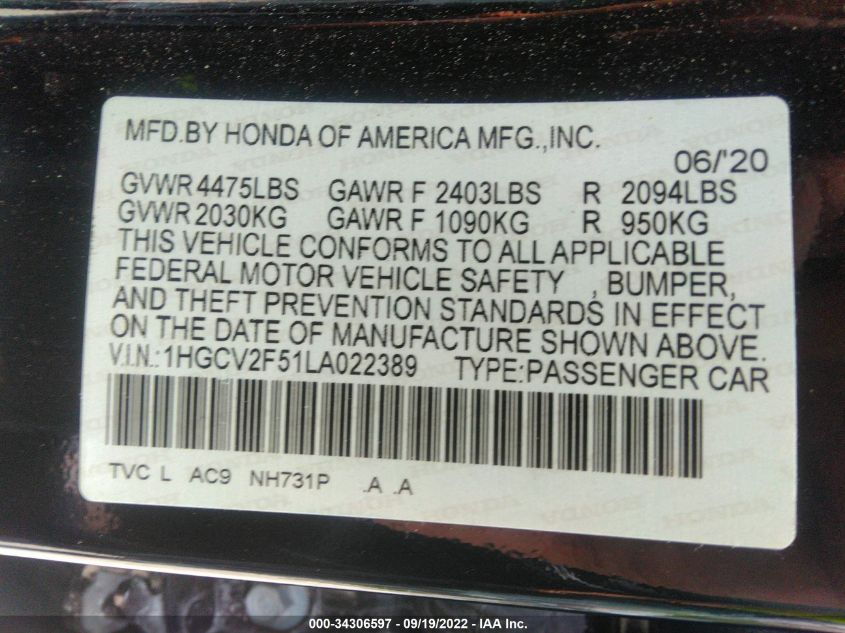 MFD.BY HONDA OF AMERICA MFG.,INC.
06/'20
GVWR 4475LBS GAWR F 2403LBS R 2094LBS
GVWR 2030KG GAWR F 1090KG R 950KG
THIS VEHICLE CONFORMS TO ALL APPLICABLE
FEDERAL MOTOR VEHICLE SAFETY , BUMPER,
AND THEFT PREVENTION STANDARDS IN EFFECT
ON THE DATE OF MANUFACTURE SHOWN ABOVE.
V.I.N.:1HGCV2F51LA022389 TYPE:PASSENGER CAR
TVC L AC9 NH731P .A .A
000-34306597 - 09/19/2022 - IAA Inc.